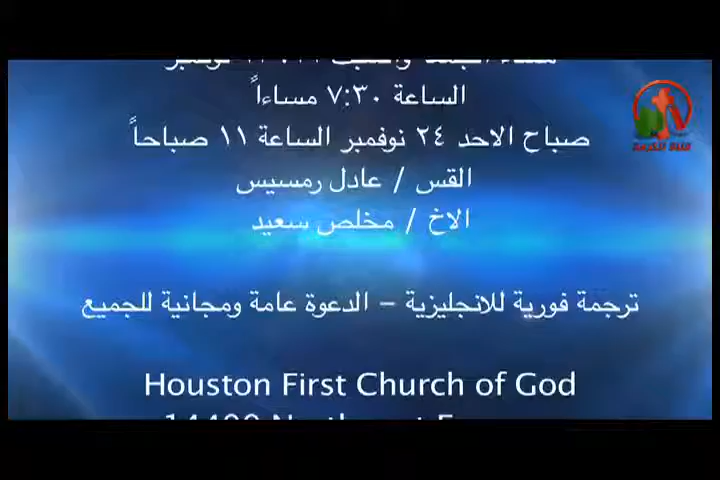 الساعة ٧:٣٠ مساءاً
صباح الاحد ٢٤ نوفمبر الساعة ١١ صباحاً
القس / عادل رمسيس
الاخ / مخلص سعيد
ترجمة فورية للانجليزية – الدعوة عامة ومجانية للجميع
Houston First Church of God